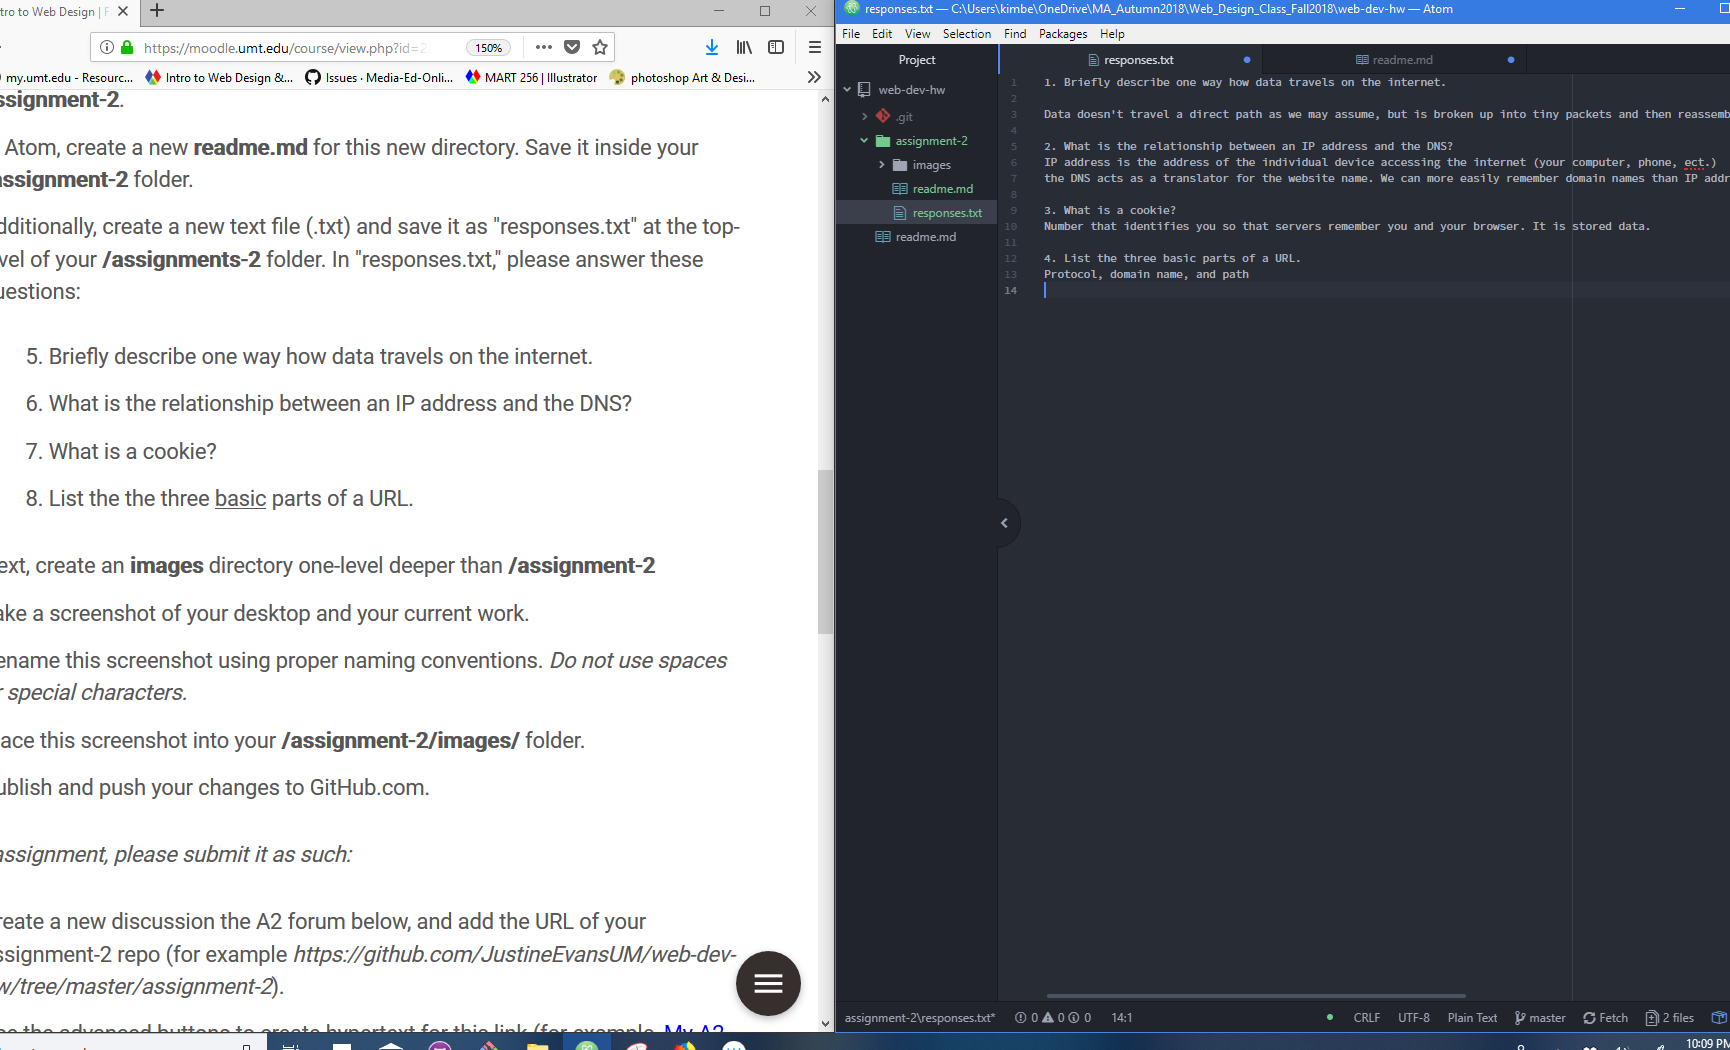 tro to Web Design | F
https://moodle.umt.edu/course/view.php?id=2
150%
my.umt.edu - Resourc...
Intro to Web Design &...
Issues · Media-Ed-Onli...
MART 256 | Illustrator
photoshop Art & Desi...
ssignment-2.
Atom, create a new readme.md for this new directory. Save it inside your
assignment-2 folder.
dditionally, create a new text file (.txt) and save it as "responses.txt" at the top-
vel of your /assignments-2 folder. In "responses.txt," please answer these
uestions:
5. Briefly describe one way how data travels on the internet.
6. What is the relationship between an IP address and the DNS?
7. What is a cookie?
8. List the the three basic parts of a URL.
ext, create an images directory one-level deeper than /assignment-2
ake a screenshot of your desktop and your current work.
ename this screenshot using proper naming conventions. Do not use spaces
r special characters.
ace this screenshot into your /assignment-2/images/ folder.
ublish and push your changes to GitHub.com.
assignment, please submit it as such:
reate a new discussion the A2 forum below, and add the URL of your
ssignment-2 repo (for example https://github.com/JustineEvansUM/web-dev-
w/tree/master/assignment-2).
the advanced buttons to create hypertext for this link (for example, My A2
responses.txt — C:\Users\kimbe\OneDrive\MA_Autumn2018\Web_Design_Class_Fall2018\web-dev-hw — Atom
File Edit View Selection Find Packages Help
Project
web-dev-hw
.git
assignment-2
images
readme.md
responses.txt
readme.md
responses.txt
readme.md
1 1. Briefly describe one way how data travels on the internet.
2
3 Data doesn't travel a direct path as we may assume, but is broken up into tiny packets and then reassemb
4
5 2. What is the relationship between an IP address and the DNS?
6 IP address is the address of the individual device accessing the internet (your computer, phone, ect.)
7 the DNS acts as a translator for the website name. We can more easily remember domain names than IP addr
8
9 3. What is a cookie?
10 Number that identifies you so that servers remember you and your browser. It is stored data.
11
12 4. List the three basic parts of a URL.
13 Protocol, domain name, and path
14
assignment-2\responses.txt* 0 0 0 14:1
CRLF UTF-8 Plain Text master Fetch 2 files
10:09 PM